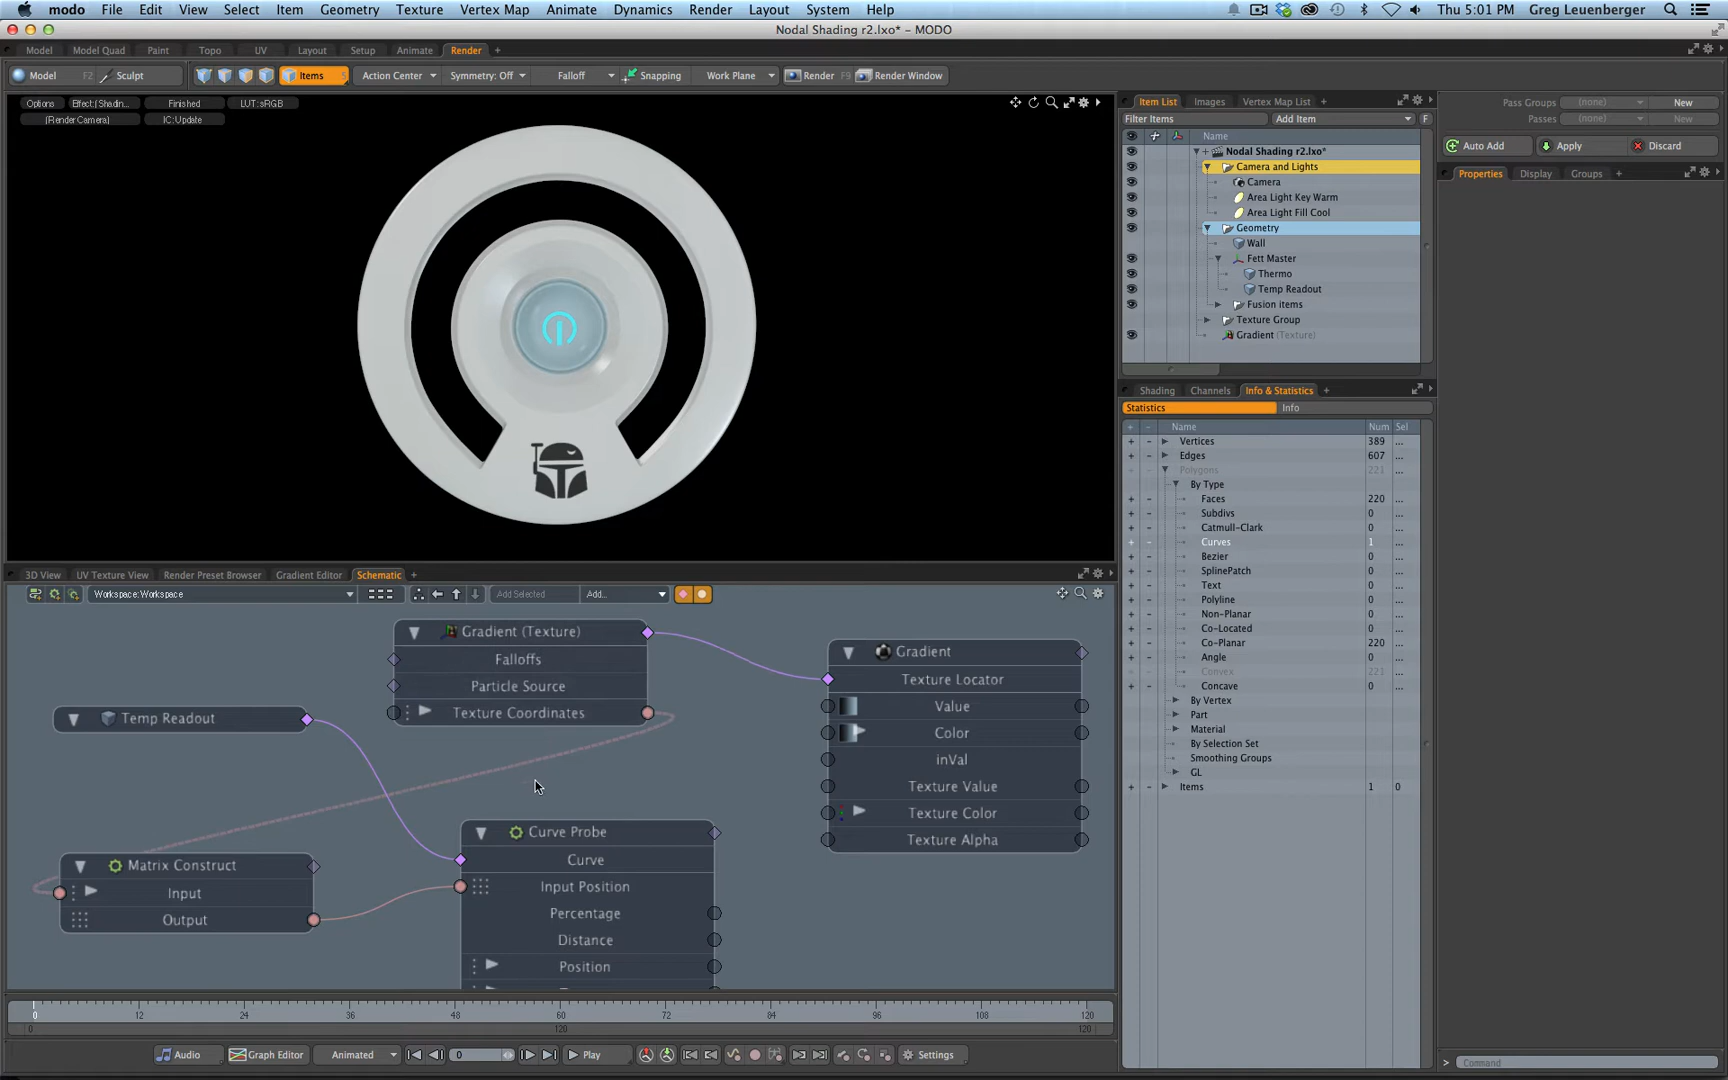 modo File Edit View Select Item Geometry Texture Vertex Map Animate Dynamics Render Layout System Help Thu 5:01 PM Greg Leuenberger
Nodal Shading r2.lxo* – MODO
Model Model Quad Paint Topo UV Layout Setup Animate Render +
Model F2 Sculpt Items 5 Action Center Symmetry: Off Falloff Snapping Work Plane Render F9 Render Window
Options Effect:(Shadin... Finished LUT:sRGB
(RenderCamera) IC:Update
Item List Images Vertex Map List +
Filter Items Add Item F
Name
Nodal Shading r2.lxo*
Camera and Lights
Camera
Area Light Key Warm
Area Light Fill Cool
Geometry
Wall
Fett Master
Thermo
Temp Readout
Fusion items
Texture Group
Gradient (Texture)
Pass Groups (none) New
Passes (none) New
Auto Add Apply Discard
Properties Display Groups +
Shading Channels Info & Statistics +
Statistics Info
+ - Name Num Sel
+ - Vertices 389 ...
+ - Edges 607 ...
+ - Polygons 221 ...
By Type
+ - Faces 220 ...
+ - Subdivs 0 ...
+ - Catmull-Clark 0 ...
+ - Curves 1 ...
+ - Bezier 0 ...
+ - SplinePatch 0 ...
+ - Text 0 ...
+ - Polyline 0 ...
+ - Non-Planar 0 ...
+ - Co-Located 0 ...
+ - Co-Planar 220 ...
+ - Angle 0 ...
+ - Convex 221 ...
+ - Concave 0 ...
By Vertex
Part
Material
By Selection Set
Smoothing Groups
GL
+ - Items 1 0
3D View UV Texture View Render Preset Browser Gradient Editor Schematic +
Workspace:Workspace Add Selected Add...
Gradient (Texture)
Falloffs
Particle Source
Texture Coordinates
Temp Readout
Matrix Construct
Input
Output
Curve Probe
Curve
Input Position
Percentage
Distance
Position
Gradient
Texture Locator
Value
Color
inVal
Texture Value
Texture Color
Texture Alpha
0 12 24 36 48 60 72 84 96 108 120
0 120 120
Audio Graph Editor Animated 0 Play Settings
> Command